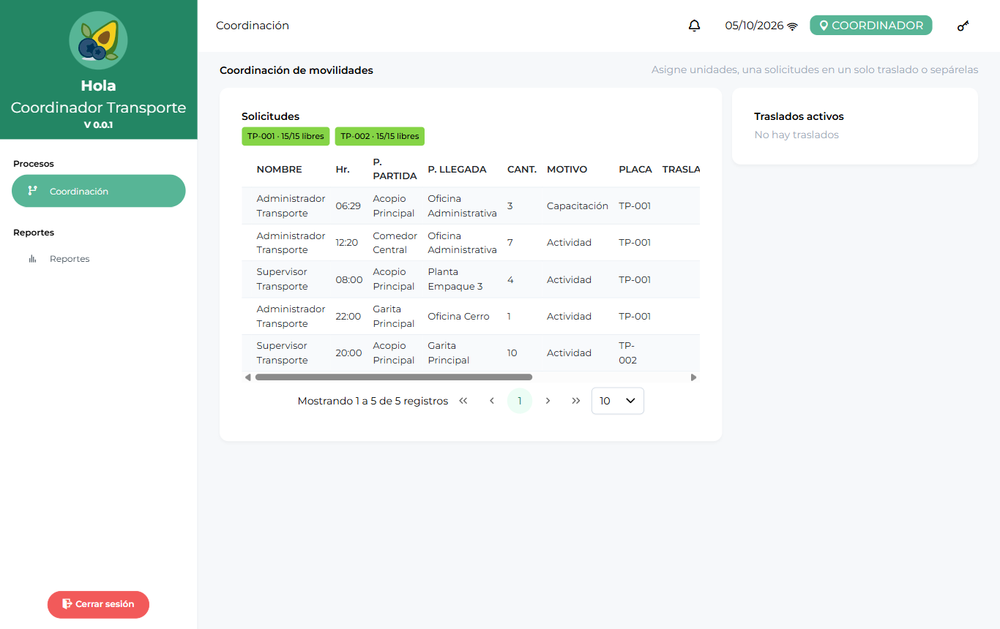 Hola
Coordinador Transporte
V 0.0.1
Procesos
Coordinación
Reportes
Reportes
Cerrar sesión
Coordinación
05/10/2026
COORDINADOR
Coordinación de movilidades
Asigne unidades, una solicitudes en un solo traslado o sepárelas
Solicitudes
TP-001 · 15/15 libres TP-002 · 15/15 libres
NOMBRE Hr. P. PARTIDA P. LLEGADA CANT. MOTIVO PLACA TRASLA
Administrador Transporte 06:29 Acopio Principal Oficina Administrativa 3 Capacitación TP-001
Administrador Transporte 12:20 Comedor Central Oficina Administrativa 7 Actividad TP-001
Supervisor Transporte 08:00 Acopio Principal Planta Empaque 3 4 Actividad TP-001
Administrador Transporte 22:00 Garita Principal Oficina Cerro 1 Actividad TP-001
Supervisor Transporte 20:00 Acopio Principal Garita Principal 10 Actividad TP-002
Mostrando 1 a 5 de 5 registros 1 10
Traslados activos
No hay traslados